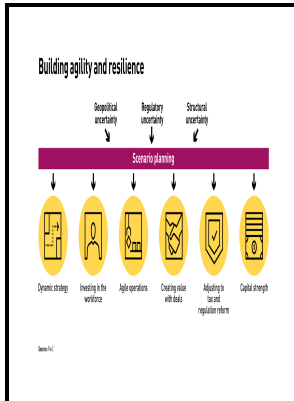 Building agility and resilience
Geopolitical
uncertainty
Regulatory
uncertainty
Structural
uncertainty
Scenario planning
Dynamic strategy
Investing in the
workforce
Agile operations
Creating value
with deals
Adjusting to
tax and
regulation reform
Capital strength
Source: PwC